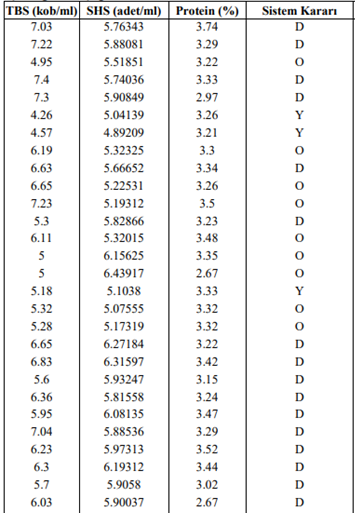 TBS (kob/ml) SHS (adet/ml) Protein (%) Sistem Kararı
7.03 5.76343 3.74 D
7.22 5.88081 3.29 D
4.95 5.51851 3.22 O
7.4 5.74036 3.33 D
7.3 5.90849 2.97 D
4.26 5.04139 3.26 Y
4.57 4.89209 3.21 Y
6.19 5.32325 3.3 O
6.63 5.66652 3.34 D
6.65 5.22531 3.26 O
7.23 5.19312 3.5 O
5.3 5.82866 3.23 D
6.11 5.32015 3.48 O
5 6.15625 3.35 O
5 6.43917 2.67 O
5.18 5.1038 3.33 Y
5.32 5.07555 3.32 O
5.28 5.17319 3.32 O
6.65 6.27184 3.22 D
6.83 6.31597 3.42 D
5.6 5.93247 3.15 D
6.36 5.81558 3.24 D
5.95 6.08135 3.47 D
7.04 5.88536 3.29 D
6.23 5.97313 3.52 D
6.3 6.19312 3.44 D
5.7 5.9058 3.02 D
6.03 5.90037 2.67 D